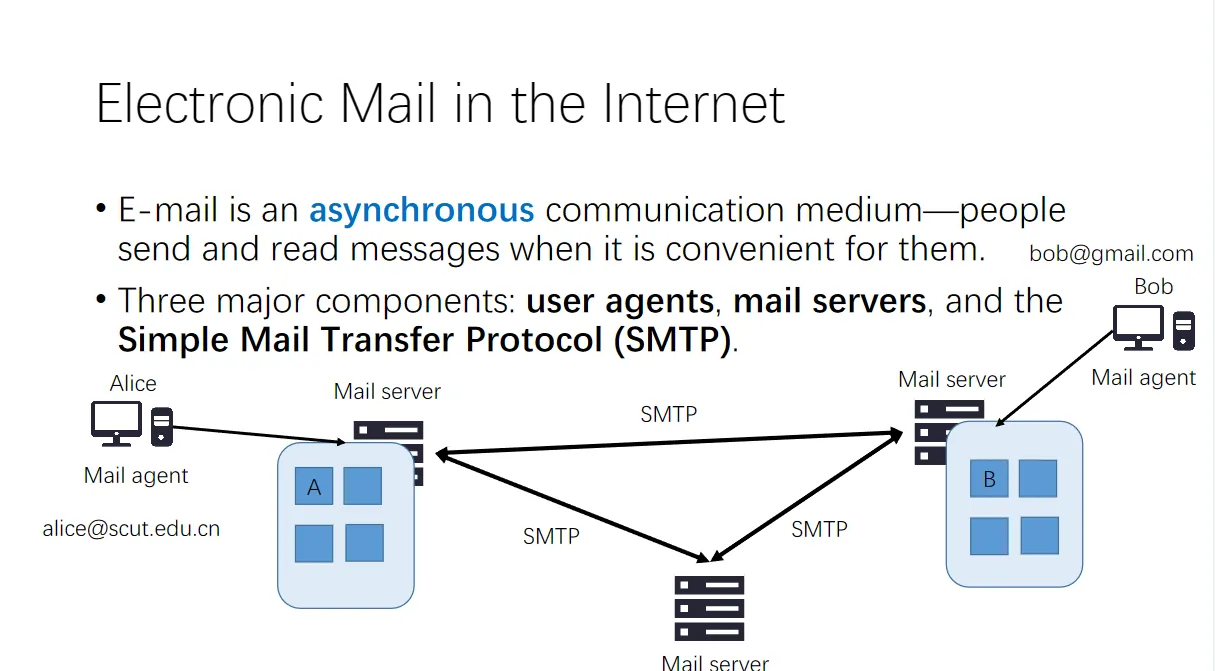 Electronic Mail in the Internet
• E-mail is an asynchronous communication medium—people
send and read messages when it is convenient for them.
bob@gmail.com
Bob
• Three major components: user agents, mail servers, and the
Simple Mail Transfer Protocol (SMTP).
Mail agent
Alice
Mail server
Mail server
SMTP
Mail agent
A
B
alice@scut.edu.cn
SMTP
SMTP
Mail server